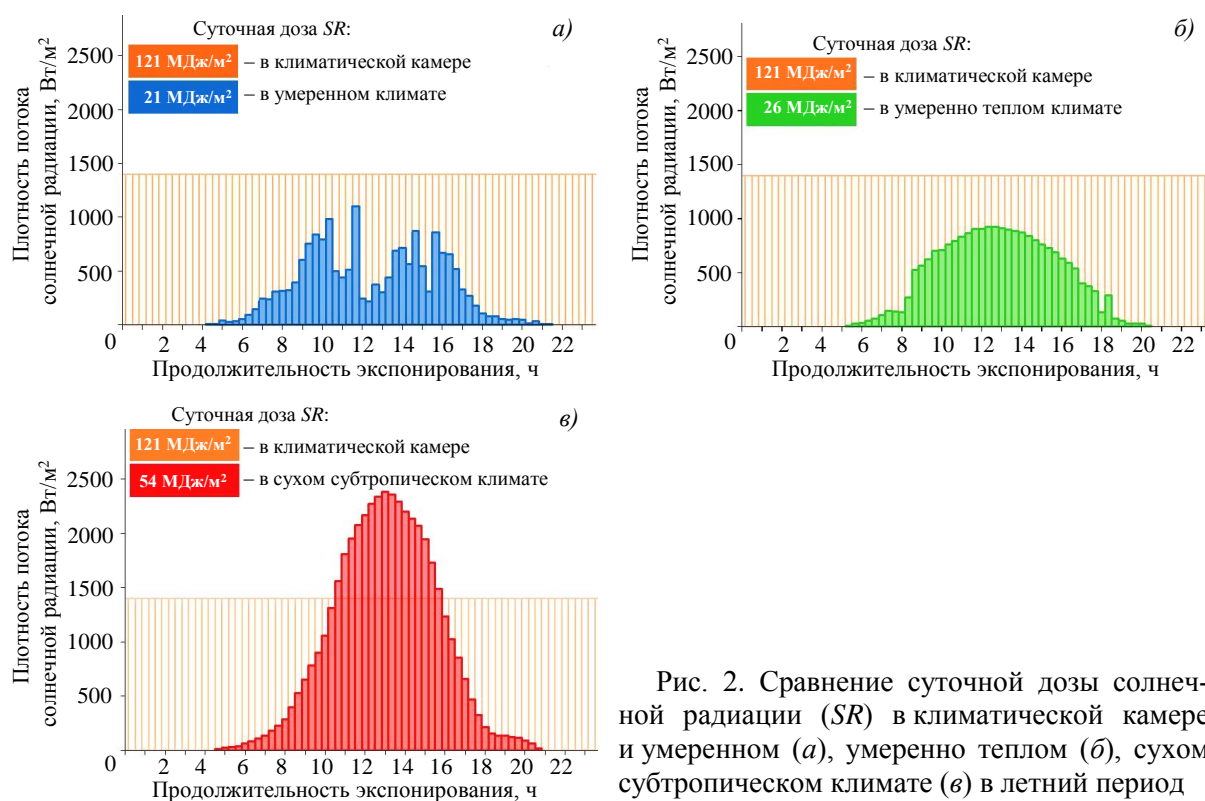 Суточная доза SR:
а)
121 МДж/м²
– в климатической камере
21 МДж/м²
– в умеренном климате
Плотность потока
солнечной радиации, Вт/м²
2500
2000
1500
1000
500
0
2 4 6 8 10 12 14 16 18 20 22
Продолжительность экспонирования, ч
Суточная доза SR:
б)
121 МДж/м²
– в климатической камере
26 МДж/м²
– в умеренно теплом климате
Плотность потока
солнечной радиации, Вт/м²
2500
2000
1500
1000
500
0
2 4 6 8 10 12 14 16 18 20 22
Продолжительность экспонирования, ч
Суточная доза SR:
в)
121 МДж/м²
– в климатической камере
54 МДж/м²
– в сухом субтропическом климате
Плотность потока
солнечной радиации, Вт/м²
2500
2000
1500
1000
500
0
2 4 6 8 10 12 14 16 18 20 22
Продолжительность экспонирования, ч
Рис. 2. Сравнение суточной дозы солнеч-
ной радиации (SR) в климатической камере
и умеренном (а), умеренно теплом (б), сухом
субтропическом климате (в) в летний период